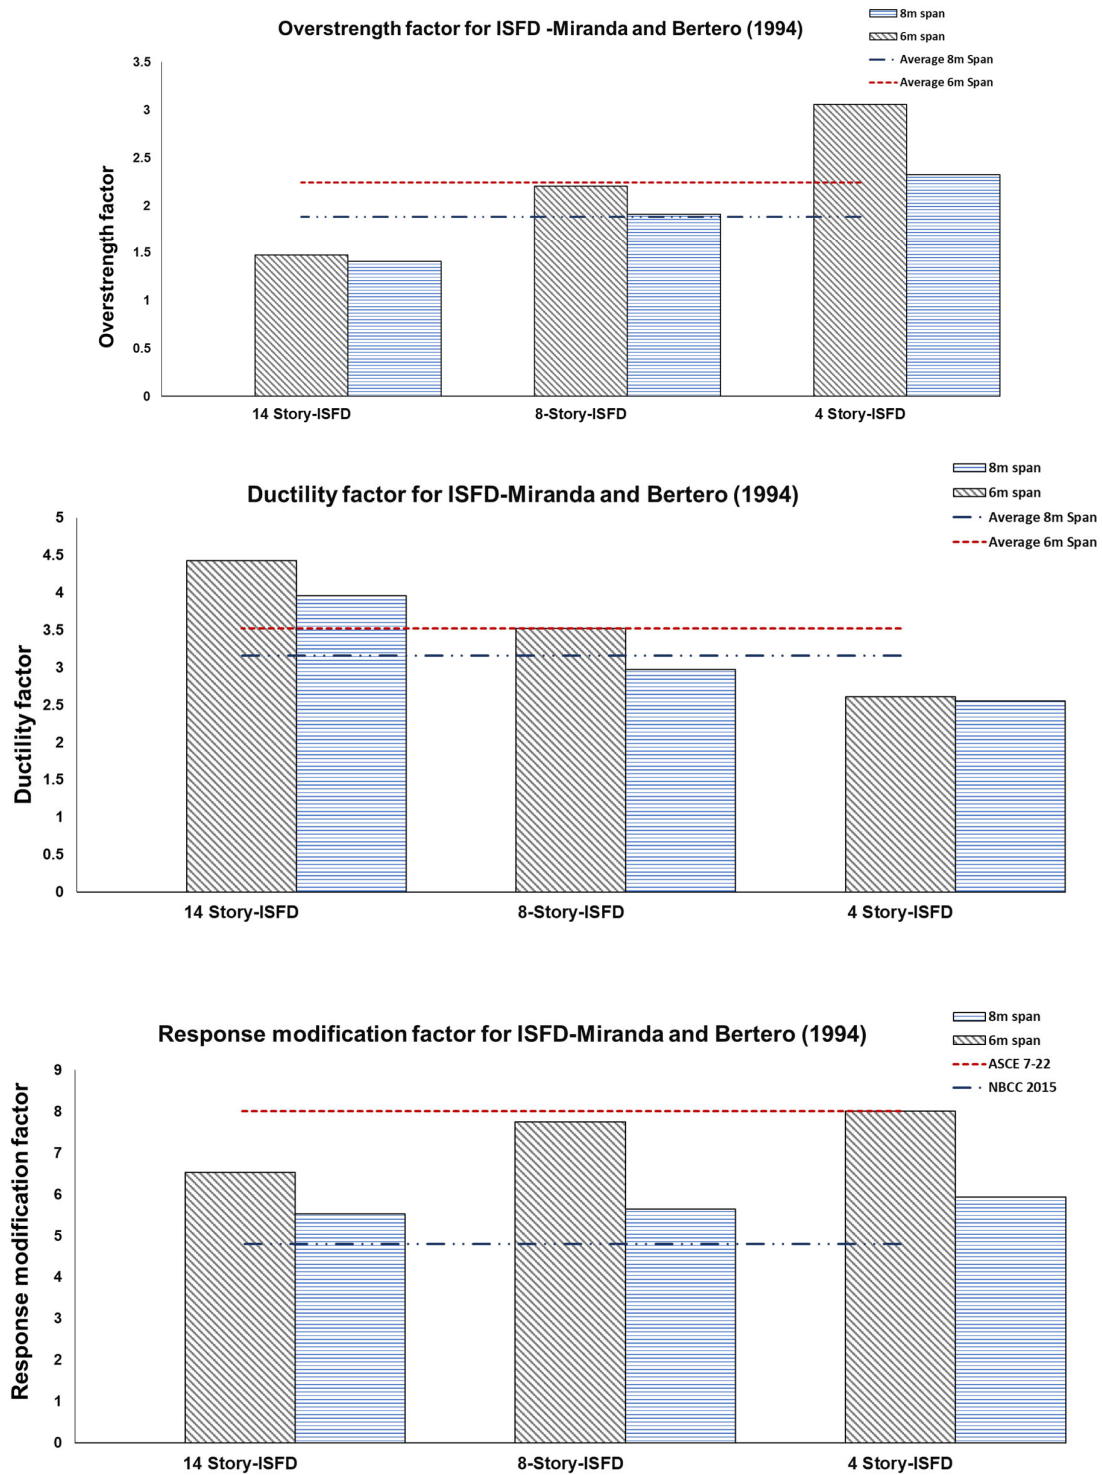 Overstrength factor for ISFD -Miranda and Bertero (1994)
8m span
6m span
Average 8m Span
Average 6m Span
Overstrength factor
3.5
3
2.5
2
1.5
1
0.5
0
14 Story-ISFD
8-Story-ISFD
4 Story-ISFD
Ductility factor for ISFD-Miranda and Bertero (1994)
8m span
6m span
Average 8m Span
Average 6m Span
Ductility factor
5
4.5
4
3.5
3
2.5
2
1.5
1
0.5
0
14 Story-ISFD
8-Story-ISFD
4 Story-ISFD
Response modification factor for ISFD-Miranda and Bertero (1994)
8m span
6m span
ASCE 7-22
NBCC 2015
Response modification factor
9
8
7
6
5
4
3
2
1
0
14 Story-ISFD
8-Story-ISFD
4 Story-ISFD